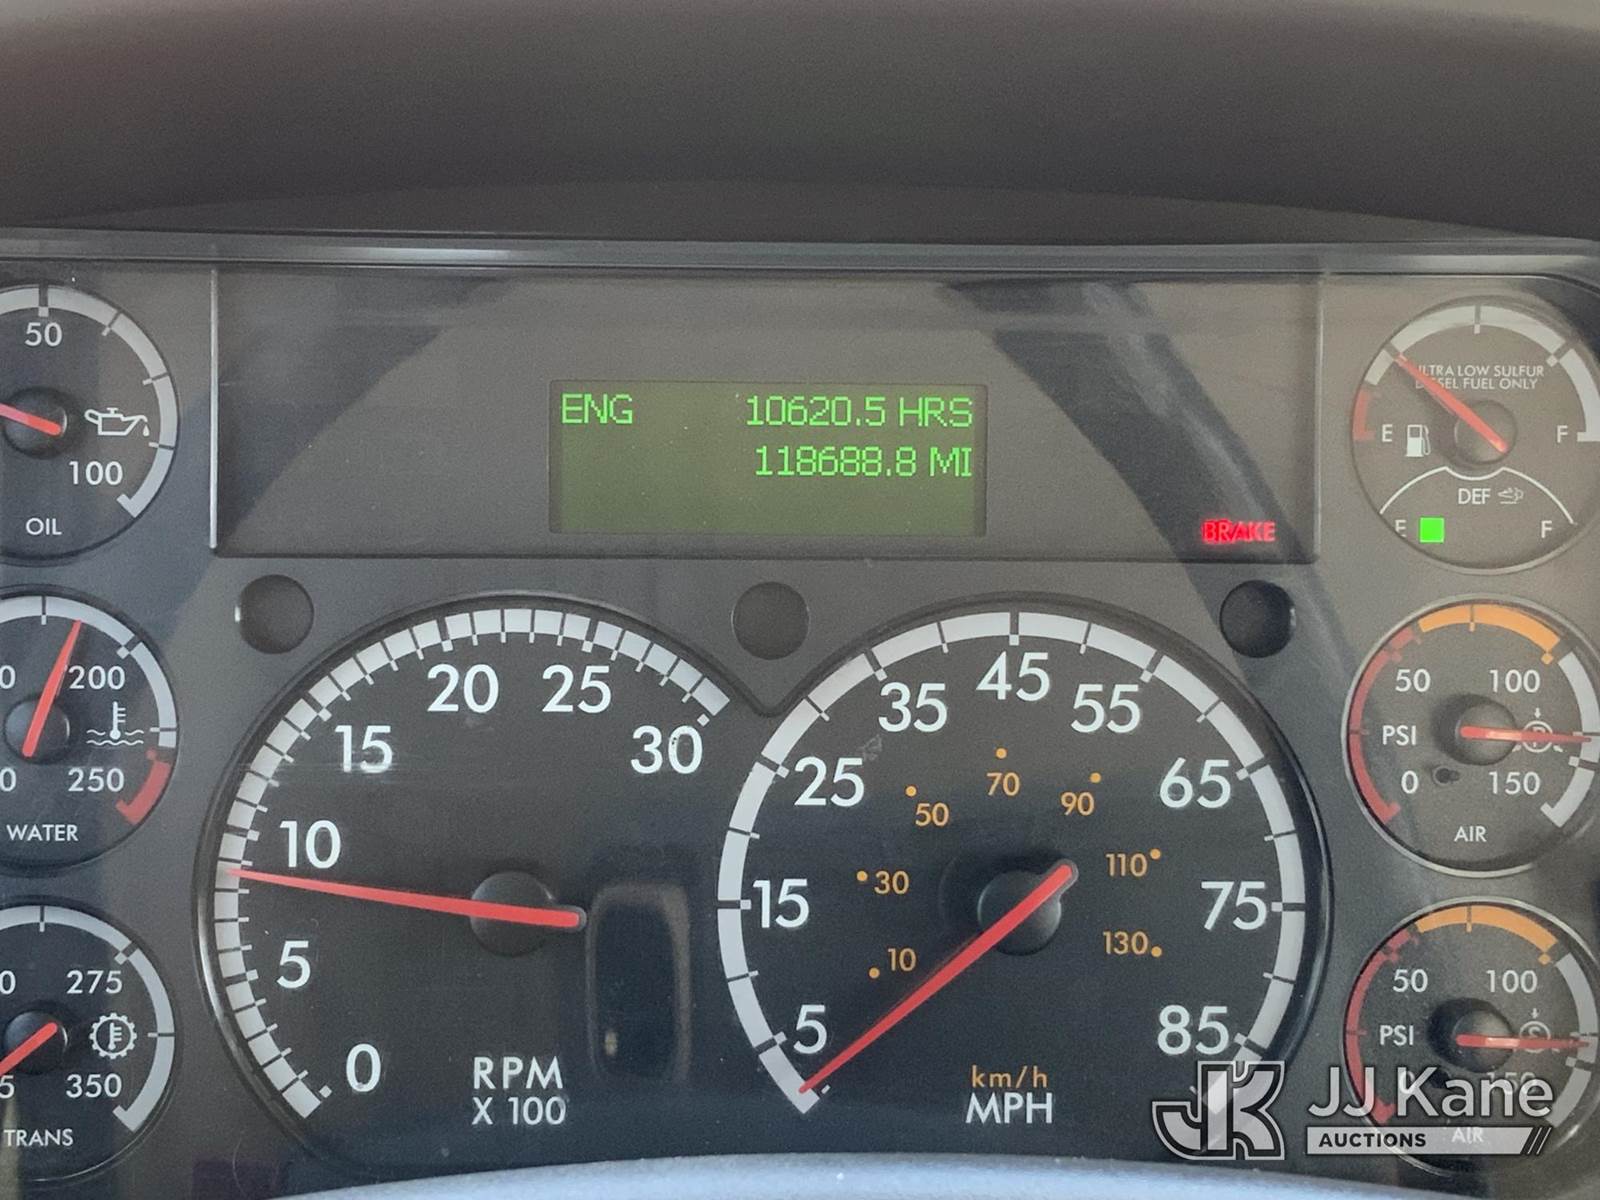 ENG 10620.5 HRS
118688.8 MI
BRAKE
50
100
OIL
200
250
WATER
275
350
TRANS
0
5
10
15
20
25
30
RPM
X 100
5
15
25
35
45
55
65
75
85
10
30
50
70
90
110
130
km/h
MPH
ULTRA LOW SULFUR
DIESEL FUEL ONLY
E F
DEF
E F
50 100
PSI
0 150
AIR
50 100
PSI
0 150
AIR
JK JJ Kane
AUCTIONS